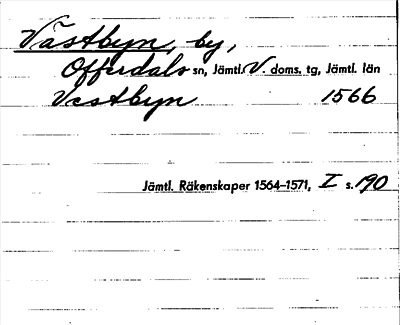 Västbyn, by,
Offerdals sn, Jämtl. V. doms. tg, Jämtl. län
Vestbyn 1566
Jämtl. Räkenskaper 1564–1571, I s. 190